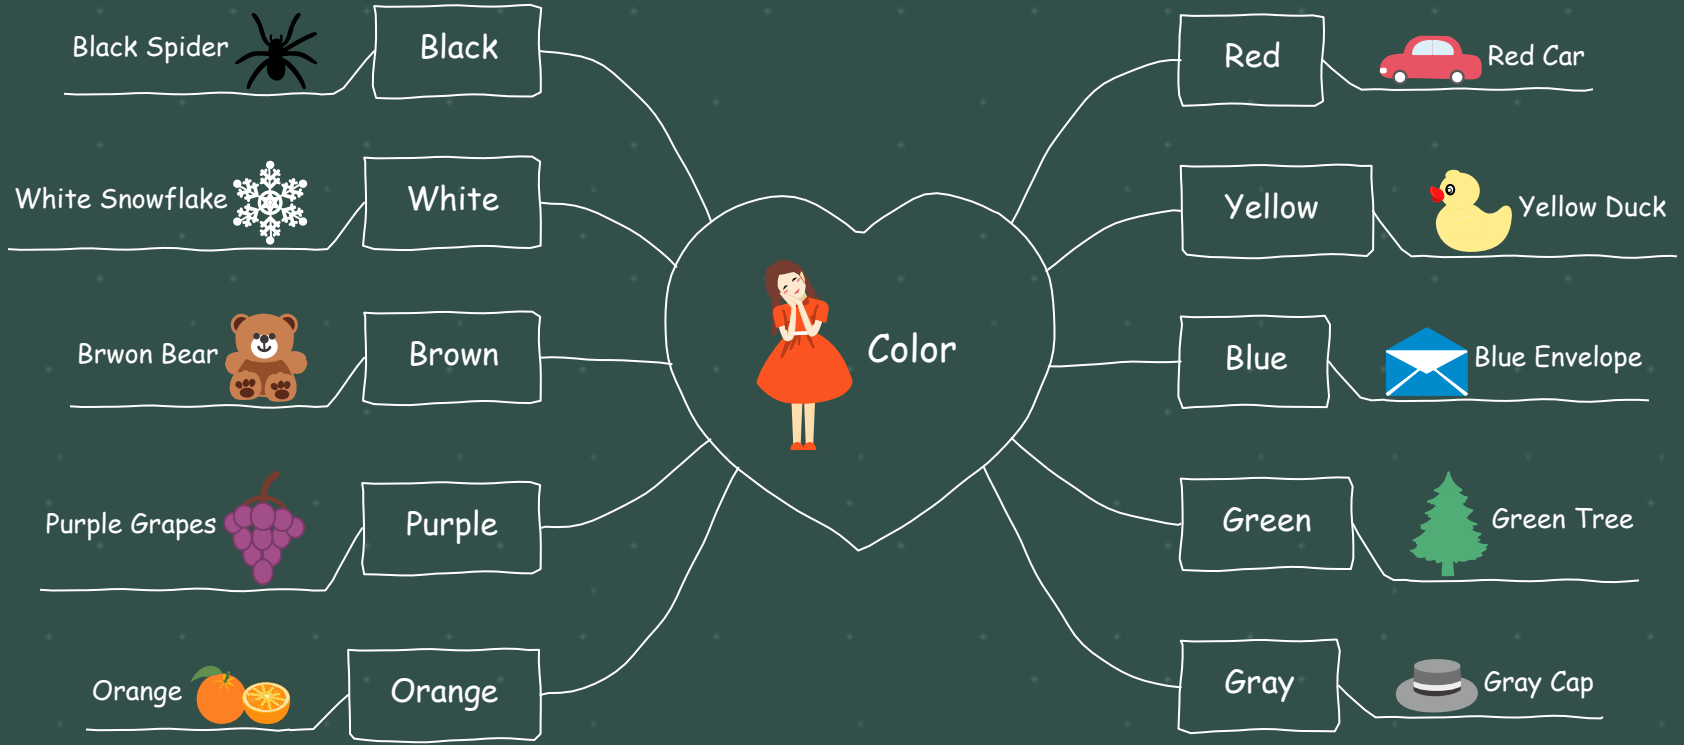 Black Spider
Black
White Snowflake
White
Brwon Bear
Brown
Purple Grapes
Purple
Orange
Orange
Color
Red
Red Car
Yellow
Yellow Duck
Blue
Blue Envelope
Green
Green Tree
Gray
Gray Cap